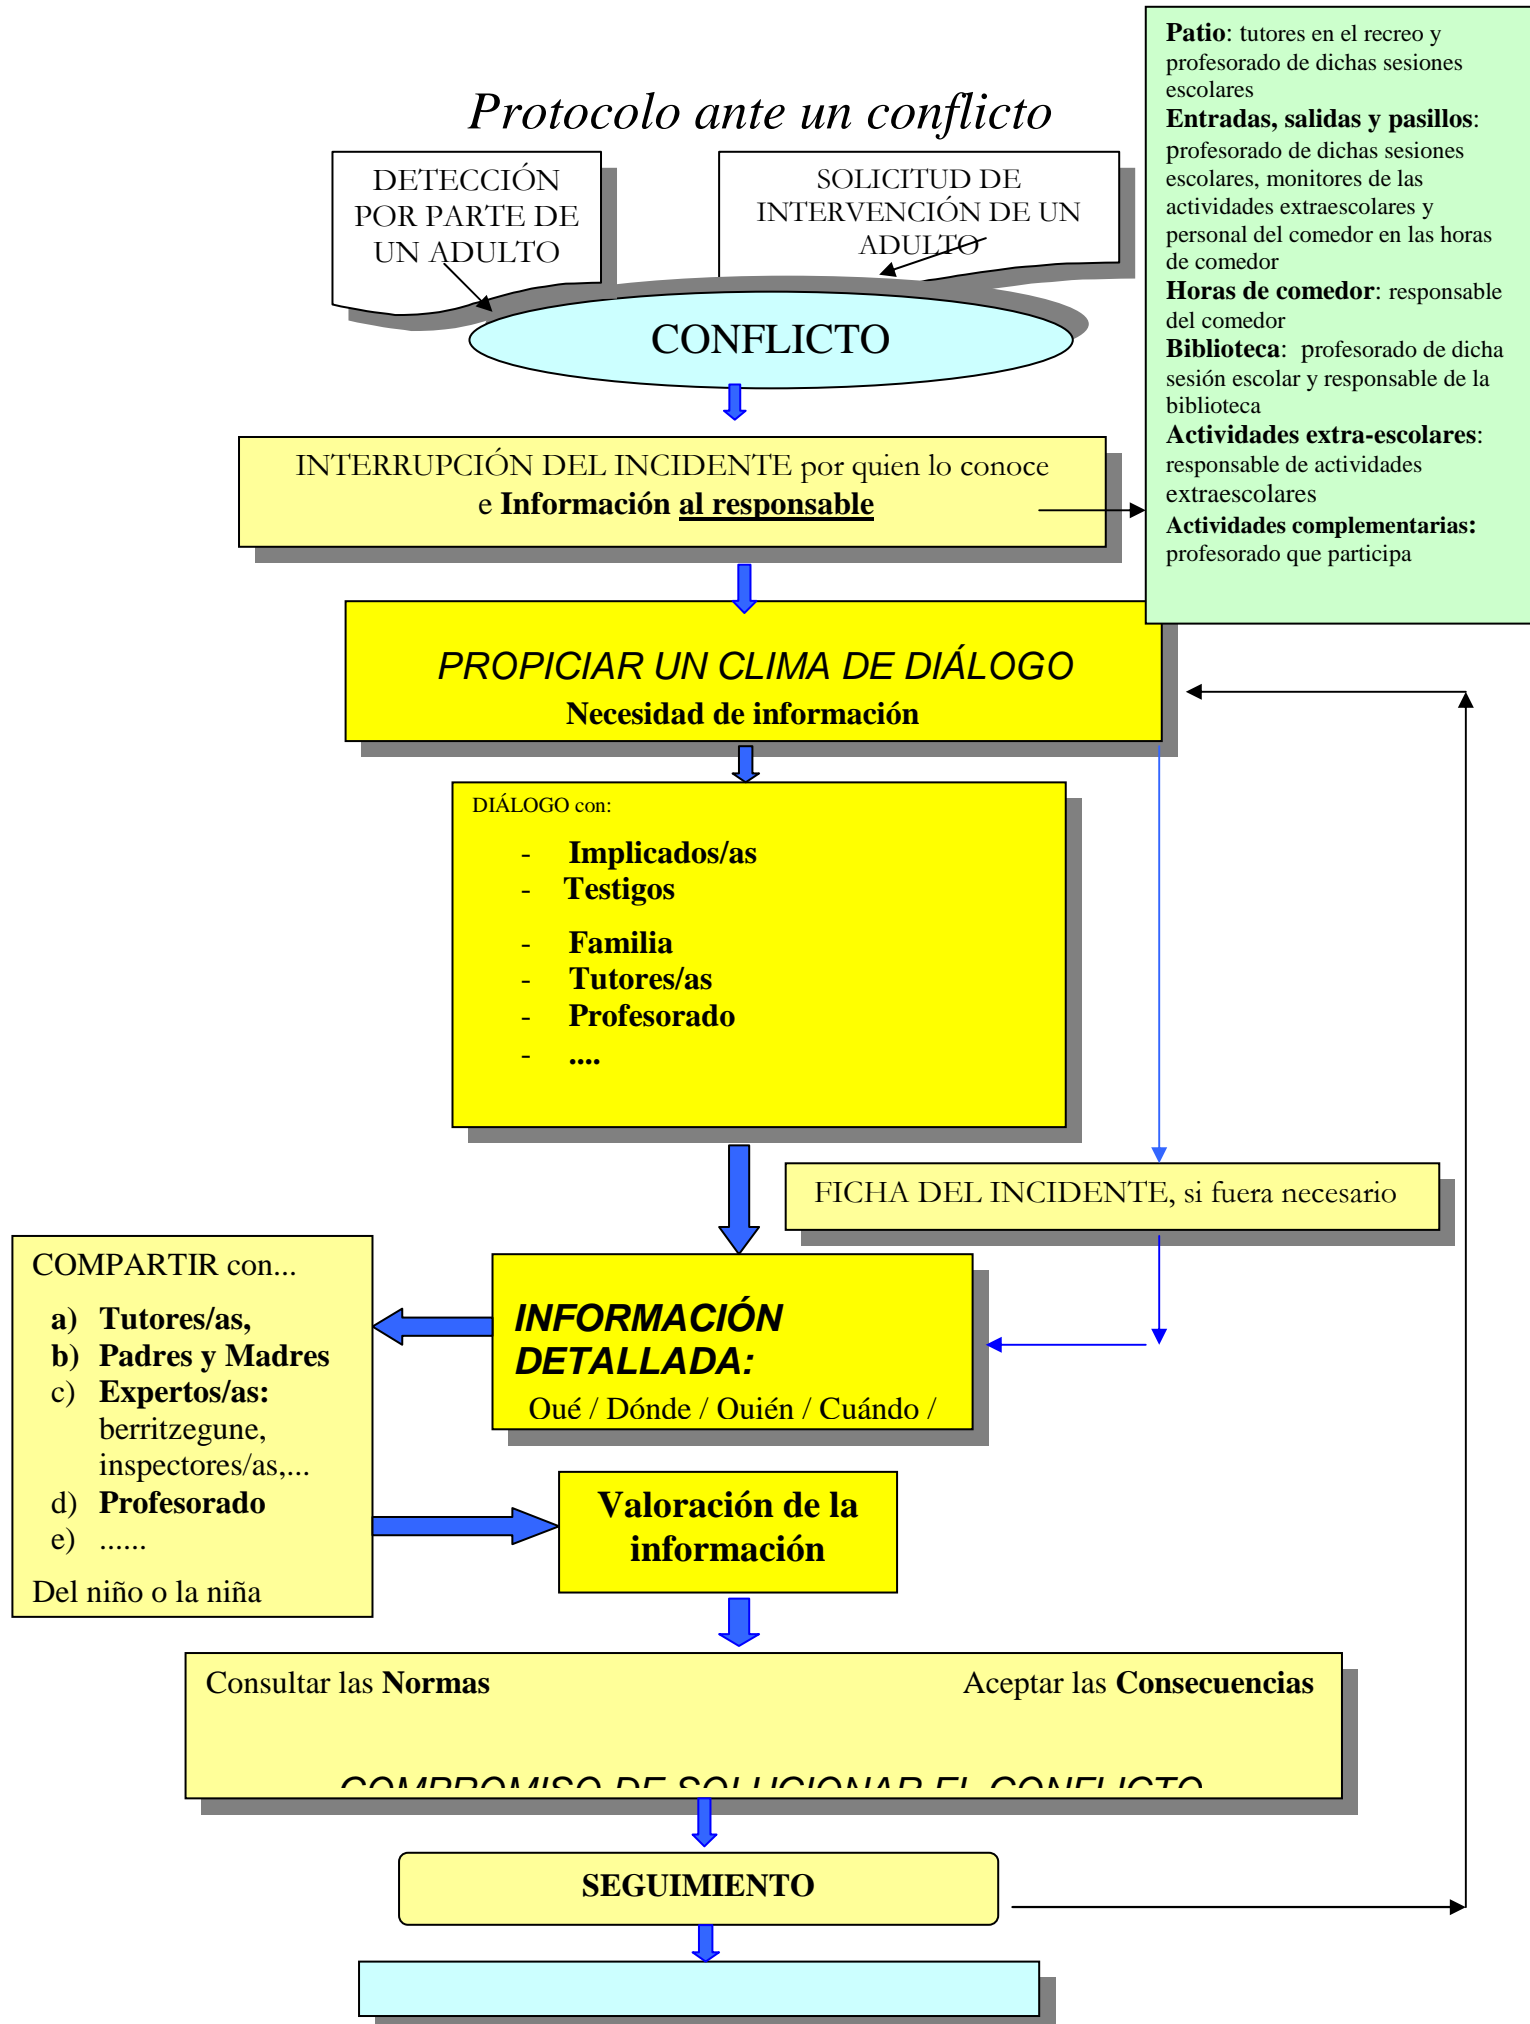 Protocolo ante un conflicto
DETECCIÓN
POR PARTE DE
UN ADULTO
SOLICITUD DE
INTERVENCIÓN DE UN
ADULTO
Patio: tutores en el recreo y
profesorado de dichas sesiones
escolares
Entradas, salidas y pasillos:
profesorado de dichas sesiones
escolares, monitores de las
actividades extraescolares y
personal del comedor en las horas
de comedor
Horas de comedor: responsable
del comedor
Biblioteca: profesorado de dicha
sesión escolar y responsable de la
biblioteca
Actividades extra-escolares:
responsable de actividades
extraescolares
Actividades complementarias:
profesorado que participa
CONFLICTO
INTERRUPCIÓN DEL INCIDENTE por quien lo conoce
e Información al responsable
PROPICIAR UN CLIMA DE DIÁLOGO
Necesidad de información
DIÁLOGO con:
- Implicados/as
- Testigos
- Familia
- Tutores/as
- Profesorado
- ....
FICHA DEL INCIDENTE, si fuera necesario
INFORMACIÓN
DETALLADA:
Qué / Dónde / Quién / Cuándo /
COMPARTIR con...
a) Tutores/as,
b) Padres y Madres
c) Expertos/as:
berritzegune,
inspectores/as,...
d) Profesorado
e) ......
Del niño o la niña
Valoración de la
información
Consultar las Normas
Aceptar las Consecuencias
COMPROMISO DE SOLUCIONAR EL CONFLICTO
SEGUIMIENTO